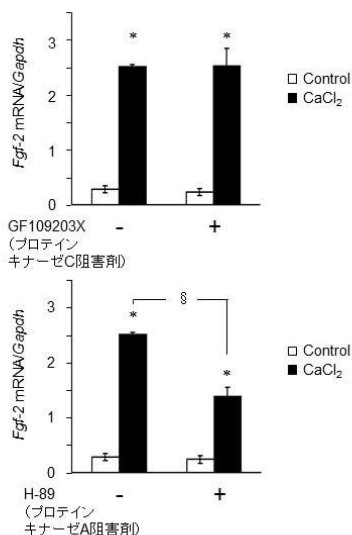 3
2
1
0
Fgf-2 mRNA/Gapdh
* *
Control
CaCl₂
GF109203X - +
(プロテイン
キナーゼC阻害剤)
3
2
1
0
Fgf-2 mRNA/Gapdh
§
* *
Control
CaCl₂
H-89 - +
(プロテイン
キナーゼA阻害剤)